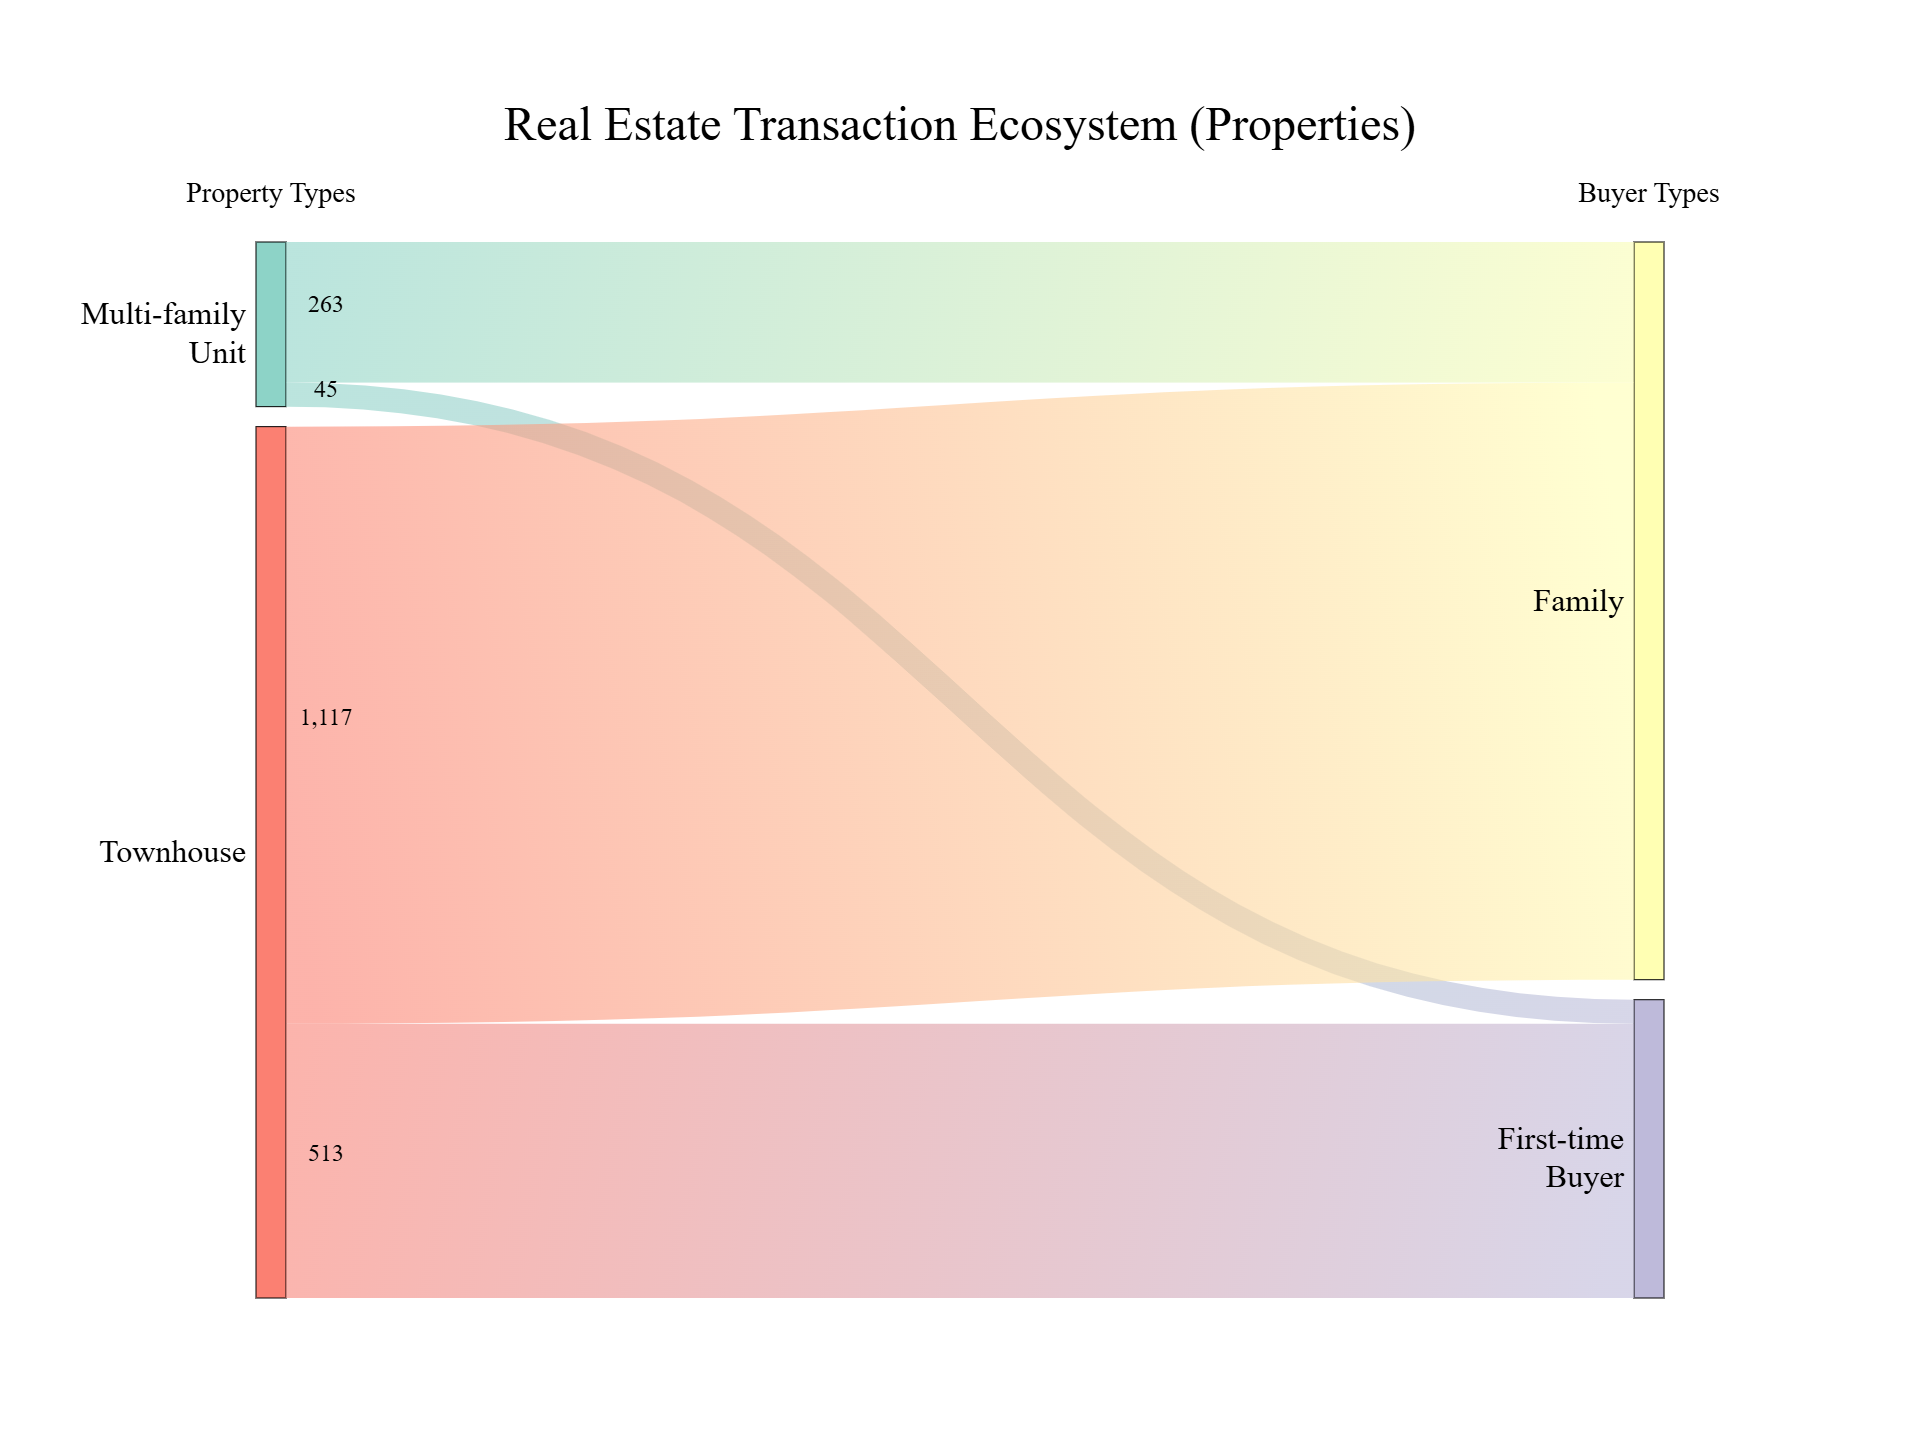 Real Estate Transaction Ecosystem (Properties)
Property Types
Buyer Types
Multi-family
Unit
263
45
Townhouse
1,117
513
Family
First-time
Buyer